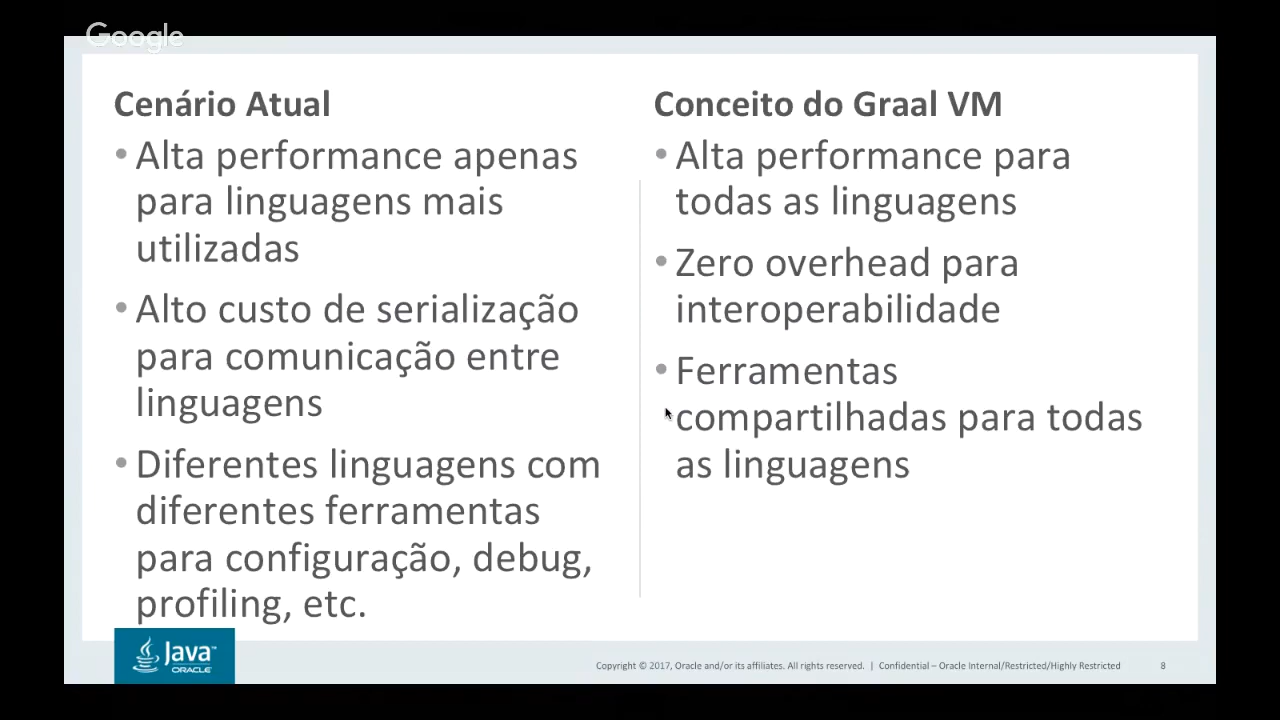 Google
Cenário Atual
• Alta performance apenas
para linguagens mais
utilizadas
• Alto custo de serialização
para comunicação entre
linguagens
• Diferentes linguagens com
diferentes ferramentas
para configuração, debug,
profiling, etc.
Conceito do Graal VM
• Alta performance para
todas as linguagens
• Zero overhead para
interoperabilidade
• Ferramentas
compartilhadas para todas
as linguagens
Java™
ORACLE
Copyright © 2017, Oracle and/or its affiliates. All rights reserved. | Confidential – Oracle Internal/Restricted/Highly Restricted 8